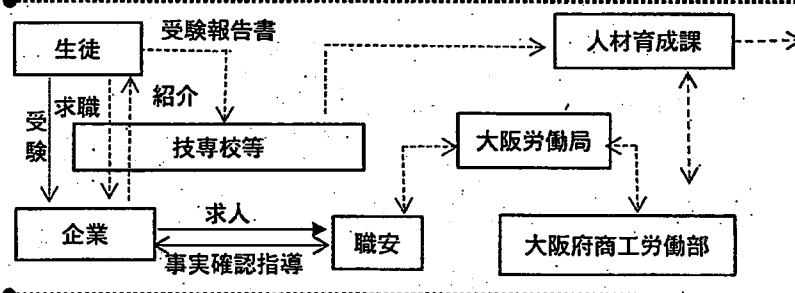 受験報告書
生徒
人材育成課
求職
紹介
受験
技専校等
大阪労働局
求人
企業
職安
大阪府商工労働部
事実確認指導